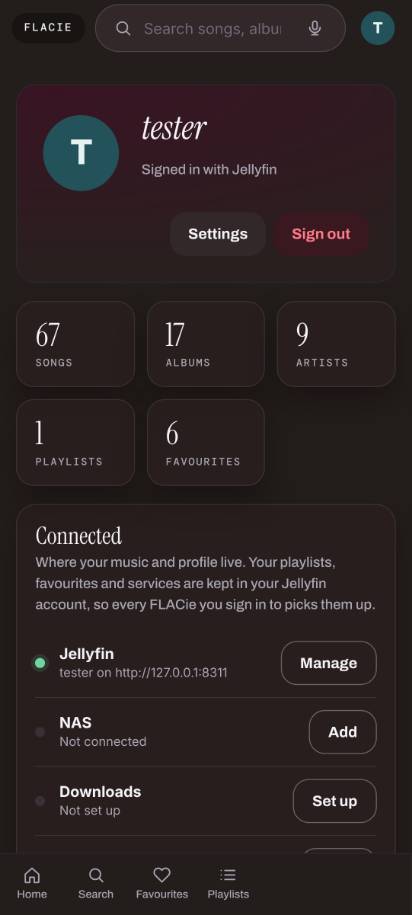 FLACIE
Search songs, albu
T
T
tester
Signed in with Jellyfin
Settings
Sign out
67
SONGS
17
ALBUMS
9
ARTISTS
1
PLAYLISTS
6
FAVOURITES
Connected
Where your music and profile live. Your playlists,
favourites and services are kept in your Jellyfin
account, so every FLACie you sign in to picks them up.
Jellyfin
tester on http://127.0.0.1:8311
Manage
NAS
Not connected
Add
Downloads
Not set up
Set up
Home
Search
Favourites
Playlists